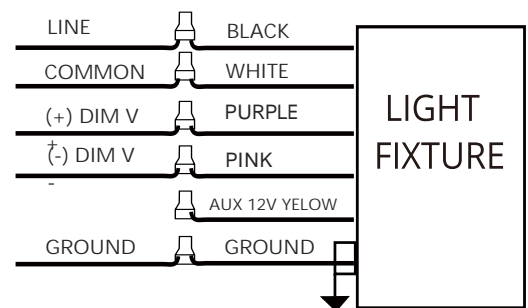 LINE BLACK
COMMON WHITE
(+) DIM V
+
PURPLE
(-) DIM V
-
PINK
AUX 12V YELOW
GROUND GROUND
LIGHT
FIXTURE